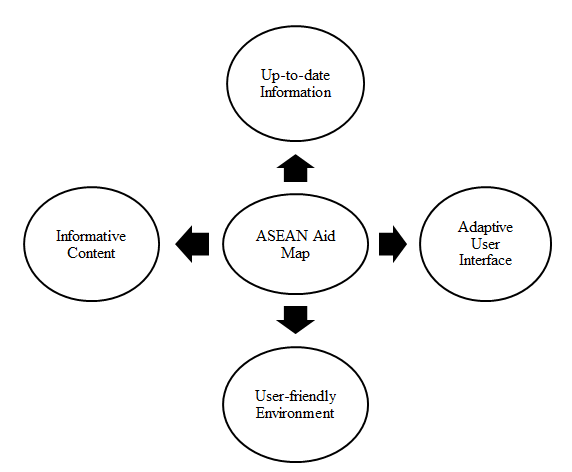 Up-to-date
Information
Informative
Content
ASEAN Aid
Map
Adaptive
User
Interface
User-friendly
Environment